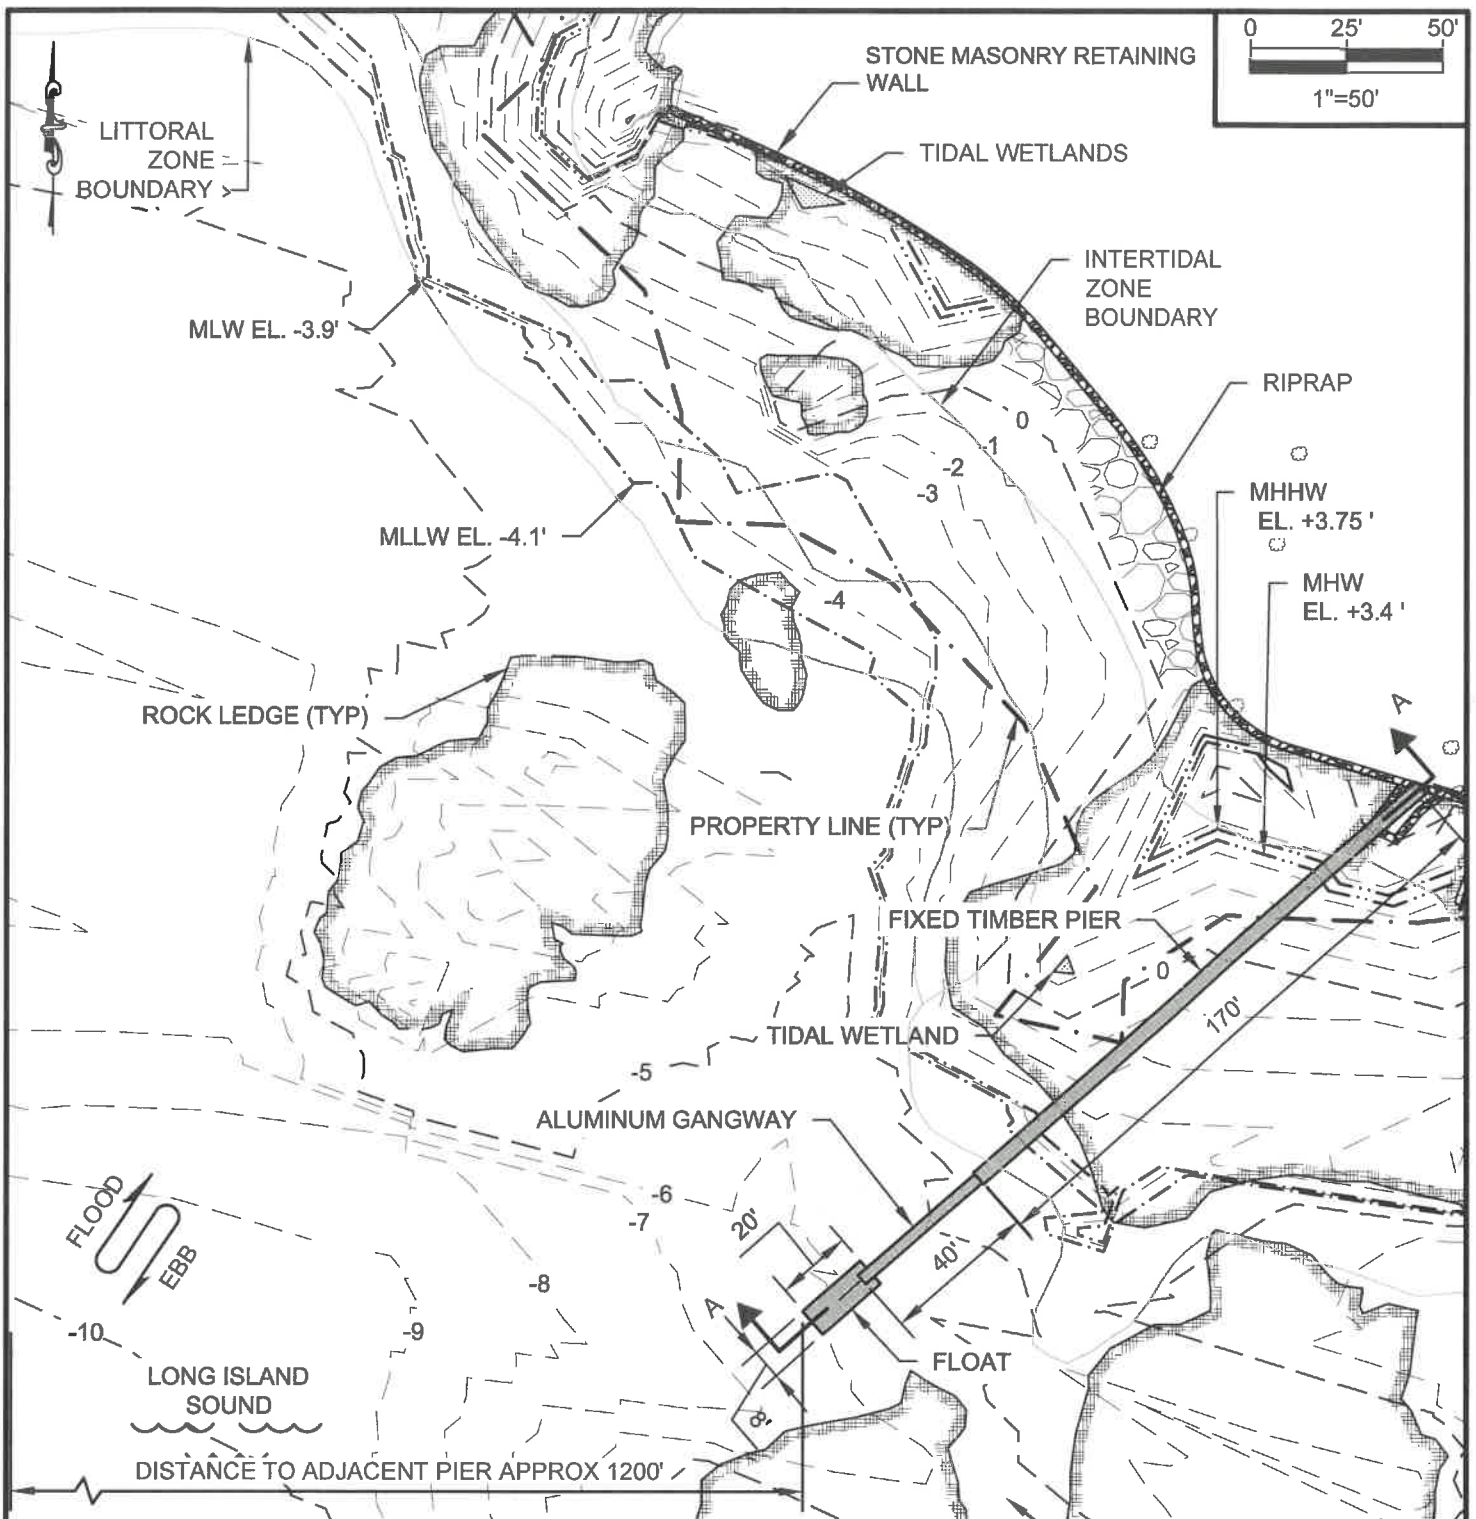 0 25' 50'
1"=50'
STONE MASONRY RETAINING
WALL
TIDAL WETLANDS
LITTORAL
ZONE
BOUNDARY
INTERTIDAL
ZONE
BOUNDARY
MLW EL. -3.9'
RIPRAP
0
-1
-2
-3
MHHW
EL. +3.75 '
MLLW EL. -4.1'
MHW
EL. +3.4 '
-4
ROCK LEDGE (TYP)
A
PROPERTY LINE (TYP)
FIXED TIMBER PIER
0
170'
TIDAL WETLAND
-5
ALUMINUM GANGWAY
-6
-7
20'
FLOOD
EBB
40'
-8
A
-10
-9
FLOAT
LONG ISLAND
SOUND
8'
DISTANCE TO ADJACENT PIER APPROX 1200'